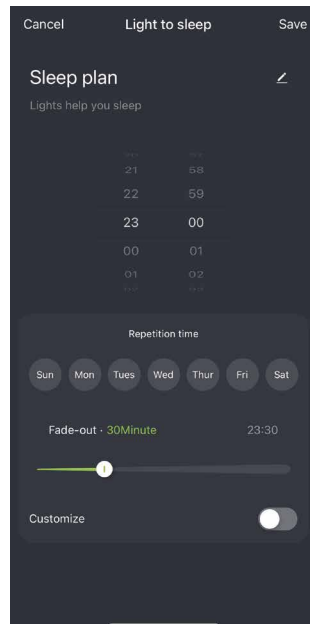 Cancel Light to sleep Save
Sleep plan
Lights help you sleep
21 58
22 59
23 00
00 01
01 02
Repetition time
Sun Mon Tues Wed Thur Fri Sat
Fade-out · 30Minute 23:30
Customize